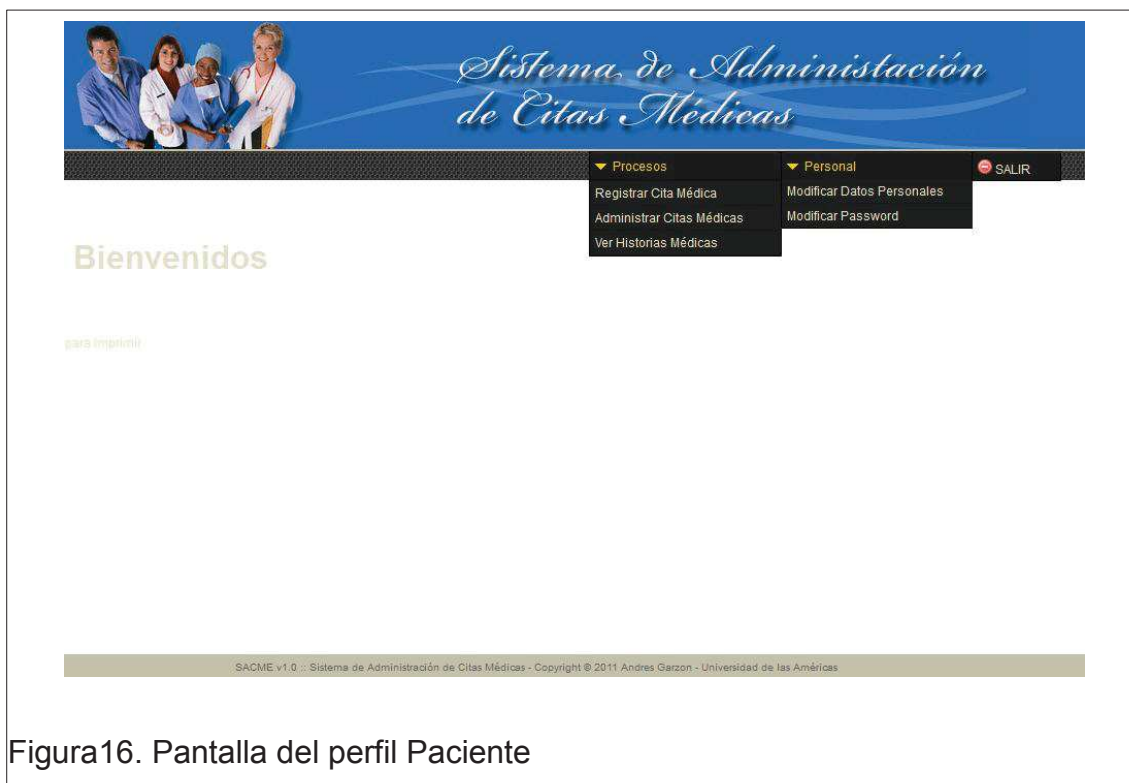 Sistema de Administación
de Citas Médicas
Procesos
Registrar Cita Médica
Administrar Citas Médicas
Ver Historias Médicas
Personal
Modificar Datos Personales
Modificar Password
SALIR
Bienvenidos
para imprimir
SACME v1.0 :: Sistema de Administración de Citas Médicas - Copyright © 2011 Andres Garzon - Universidad de las Américas
Figura16. Pantalla del perfil Paciente